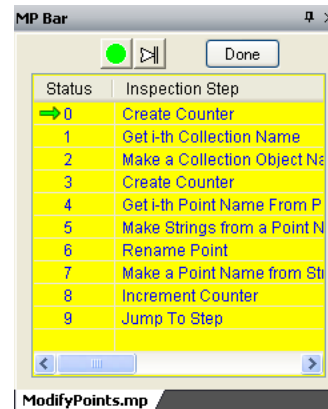 MP Bar
Done
Status Inspection Step
0 Create Counter
1 Get i-th Collection Name
2 Make a Collection Object Na
3 Create Counter
4 Get i-th Point Name From P
5 Make Strings from a Point N
6 Rename Point
7 Make a Point Name from Str
8 Increment Counter
9 Jump To Step
ModifyPoints.mp